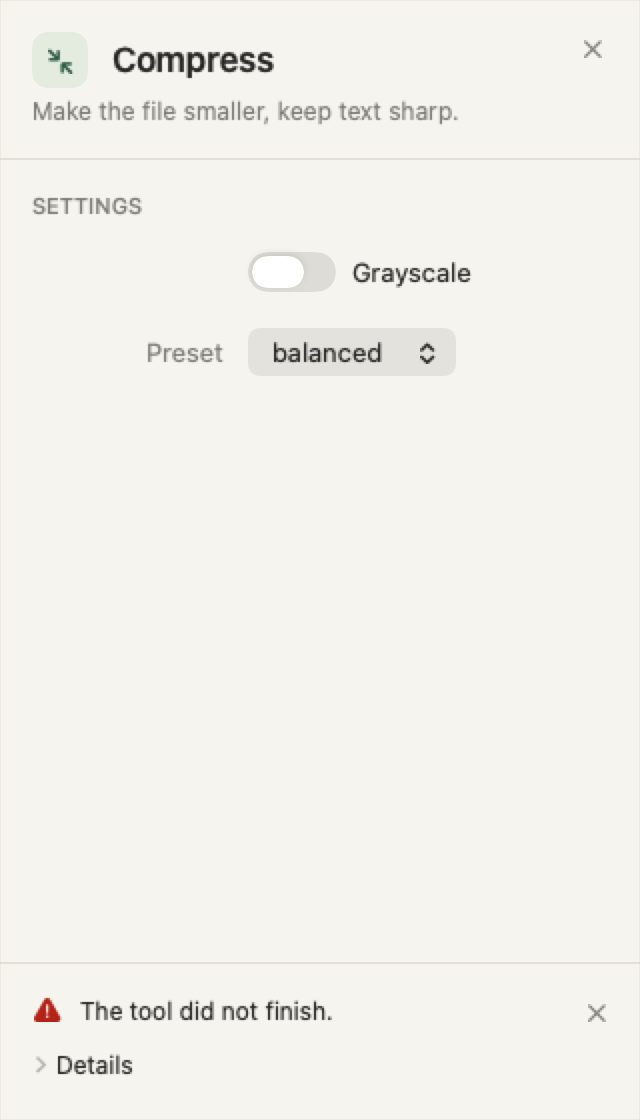 Compress
Make the file smaller, keep text sharp.
SETTINGS
Grayscale
Preset balanced
The tool did not finish.
Details